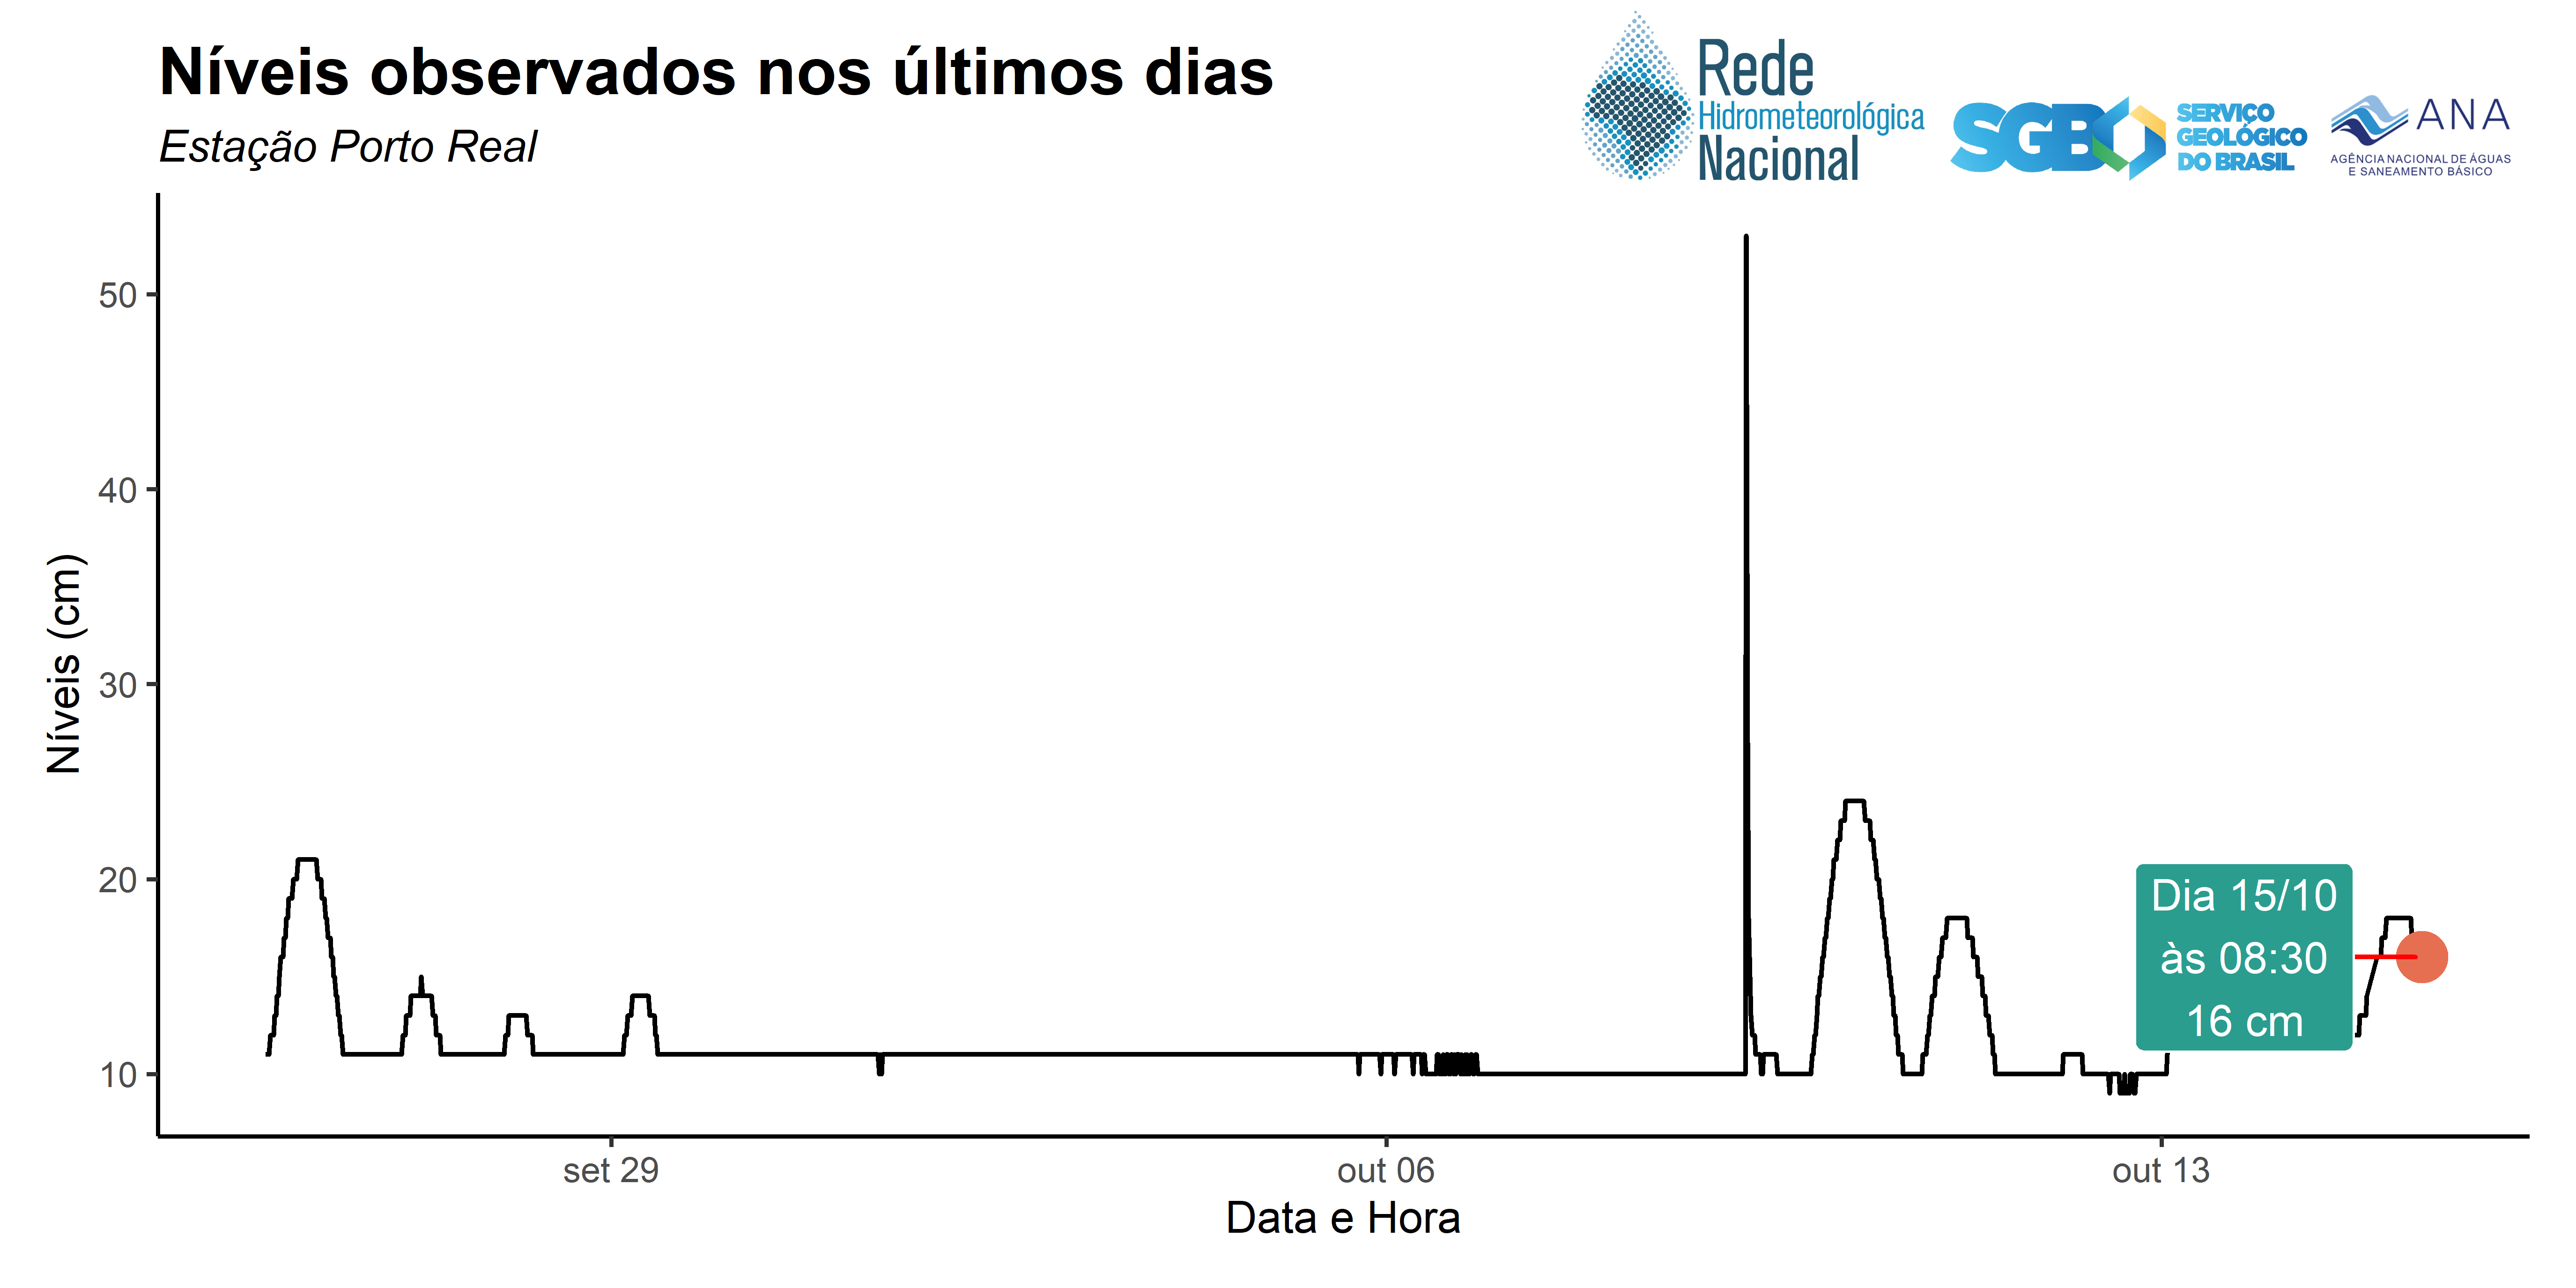 Níveis observados nos últimos dias
Estação Porto Real
Rede
Hidrometeorológica
Nacional
SGB
SERVIÇO
GEOLÓGICO
DO BRASIL
ANA
AGÊNCIA NACIONAL DE ÁGUAS
E SANEAMENTO BÁSICO
Níveis (cm)
50
40
30
20
10
Dia 15/10
às 08:30
16 cm
set 29
out 06
out 13
Data e Hora